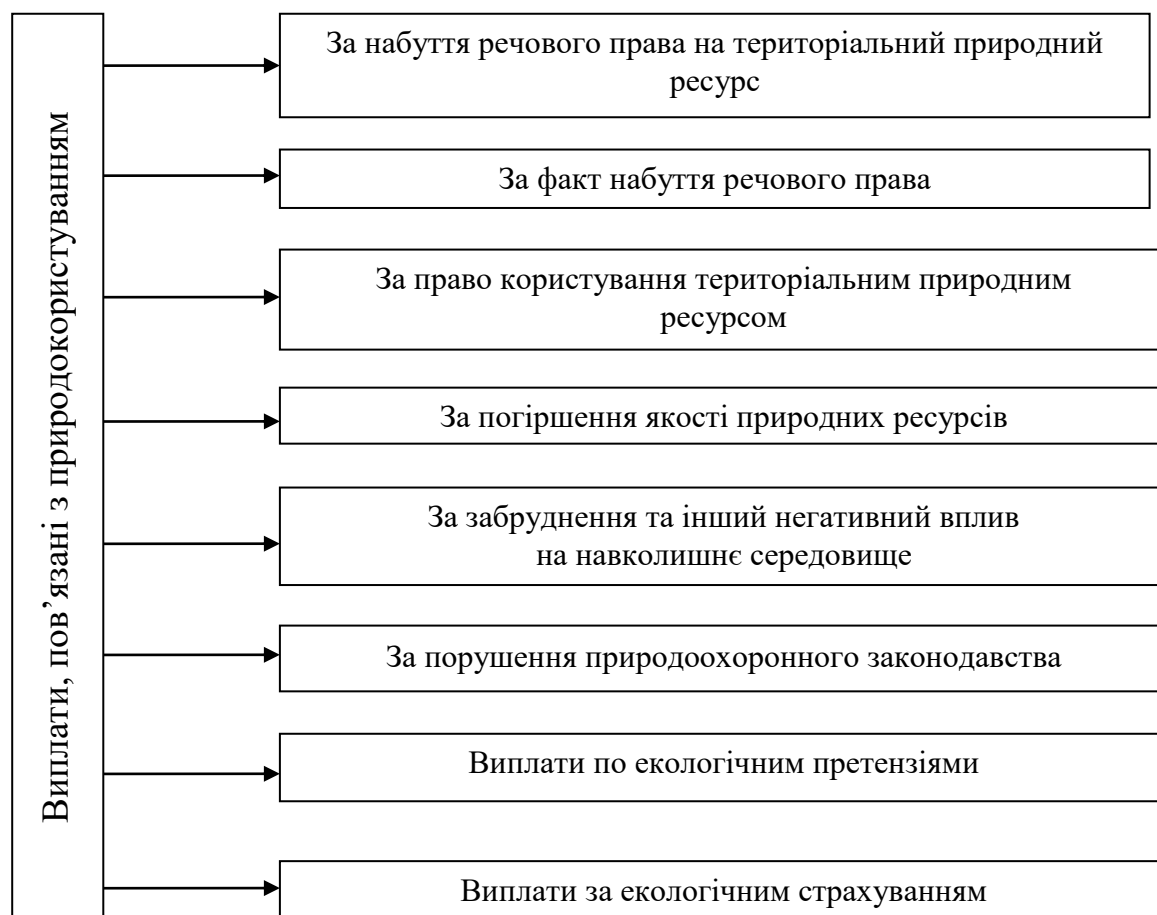 Виплати, пов’язані з природокористуванням
За набуття речового права на територіальний природний
ресурс
За факт набуття речового права
За право користування територіальним природним
ресурсом
За погіршення якості природних ресурсів
За забруднення та інший негативний вплив
на навколишнє середовище
За порушення природоохоронного законодавства
Виплати по екологічним претензіями
Виплати за екологічним страхуванням